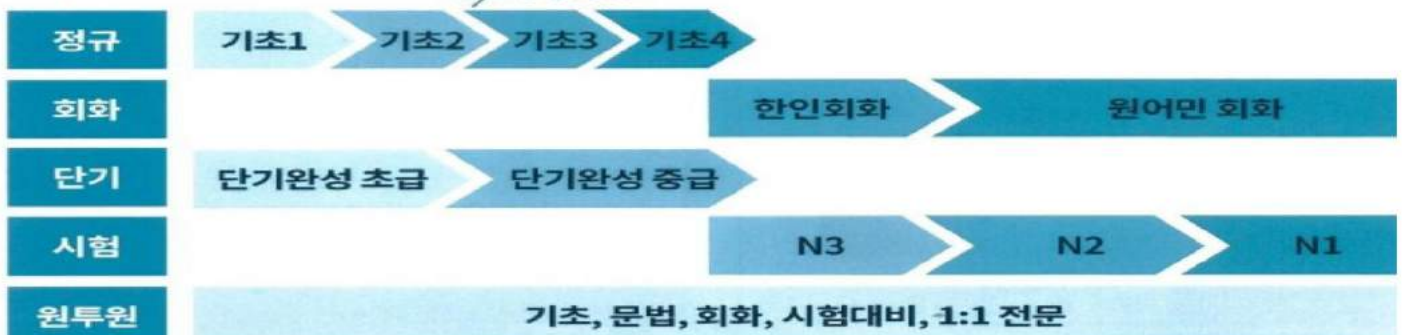 정규 기초1 기초2 기초3 기초4
회화 한인회화 원어민 회화
단기 단기완성 초급 단기완성 중급
시험 N3 N2 N1
원투원 기초, 문법, 회화, 시험대비, 1:1 전문